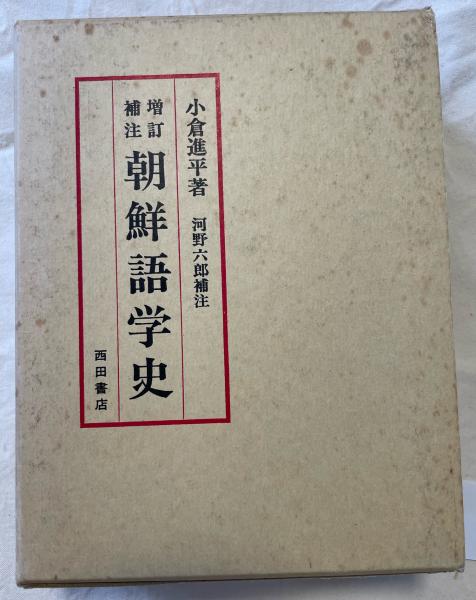 小倉進平著 河野六郎補注
増訂
補注
朝鮮語学史
西田書店